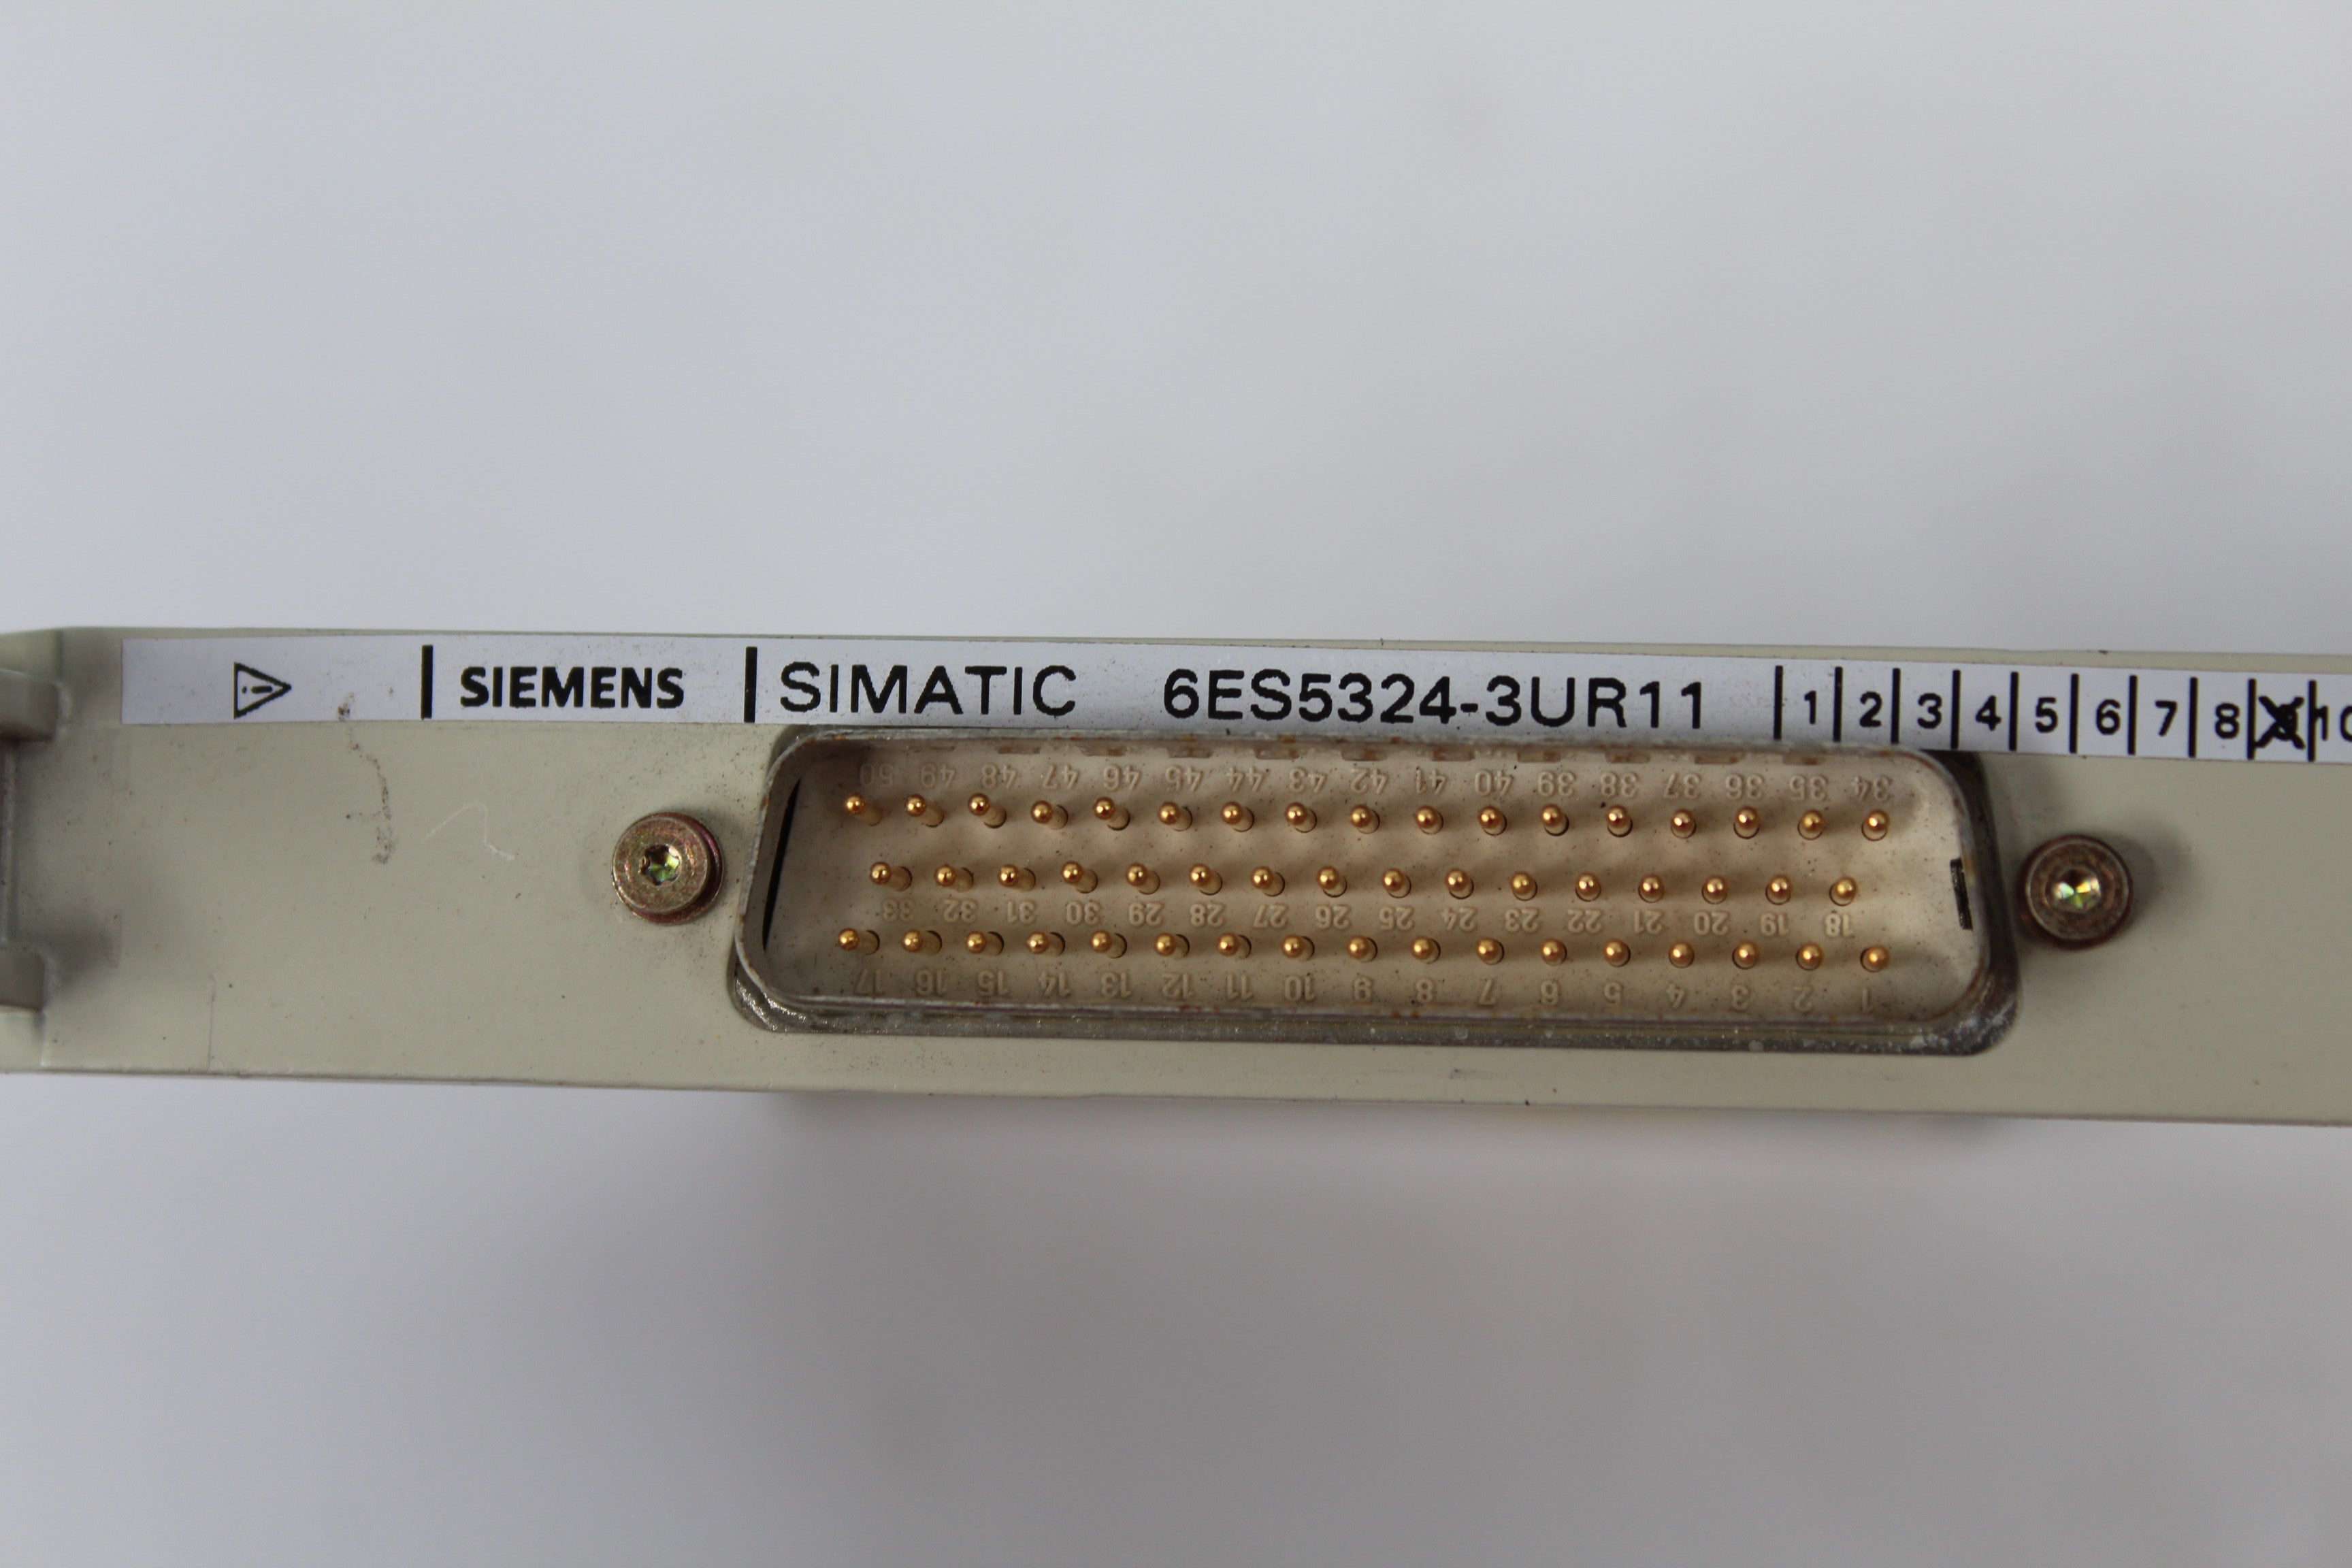 SIEMENS SIMATIC 6ES5324-3UR11 1 2 3 4 5 6 7 8 10
50 49 48 47 46 45 44 43 42 41 40 39 38 37 36 35 34
33 32 31 30 29 28 27 26 25 24 23 22 21 20 19 18
17 16 15 14 13 12 11 10 9 8 7 6 5 4 3 2 1